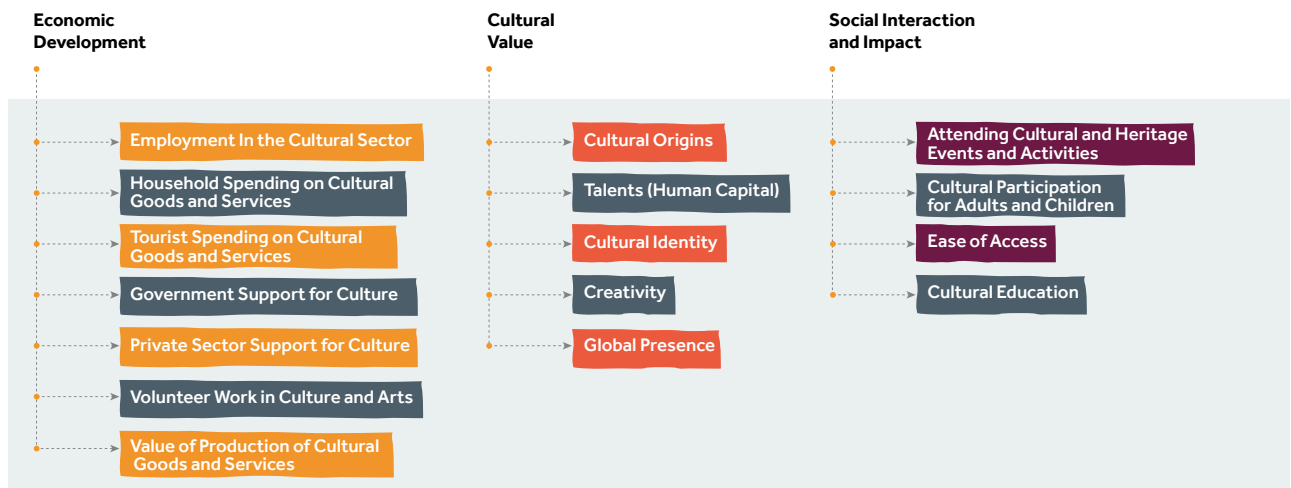 Economic
Development
Employment In the Cultural Sector
Household Spending on Cultural
Goods and Services
Tourist Spending on Cultural
Goods and Services
Government Support for Culture
Private Sector Support for Culture
Volunteer Work in Culture and Arts
Value of Production of Cultural
Goods and Services
Cultural
Value
Cultural Origins
Talents (Human Capital)
Cultural Identity
Creativity
Global Presence
Social Interaction
and Impact
Attending Cultural and Heritage
Events and Activities
Cultural Participation
for Adults and Children
Ease of Access
Cultural Education